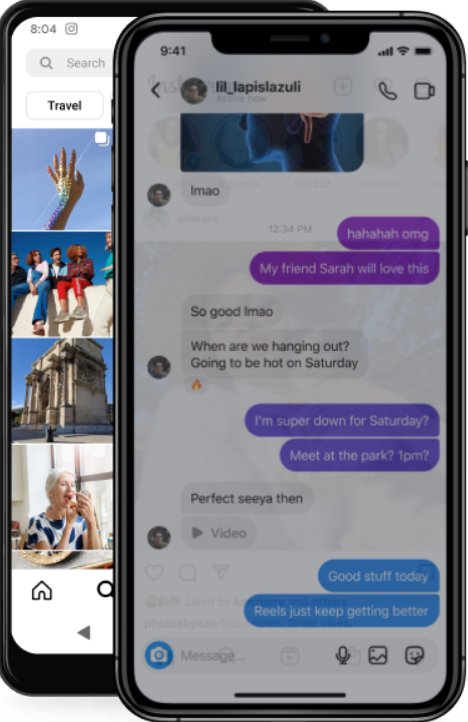 8:04
Search
Travel
9:41
lil_lapislazuli
Active now
lmao
12:34 PM
hahahah omg
My friend Sarah will love this
So good lmao
When are we hanging out?
Going to be hot on Saturday
🔥
I'm super down for Saturday?
Meet at the park? 1pm?
Perfect seeya then
Video
Good stuff today
Reels just keep getting better
Liked by
Message...